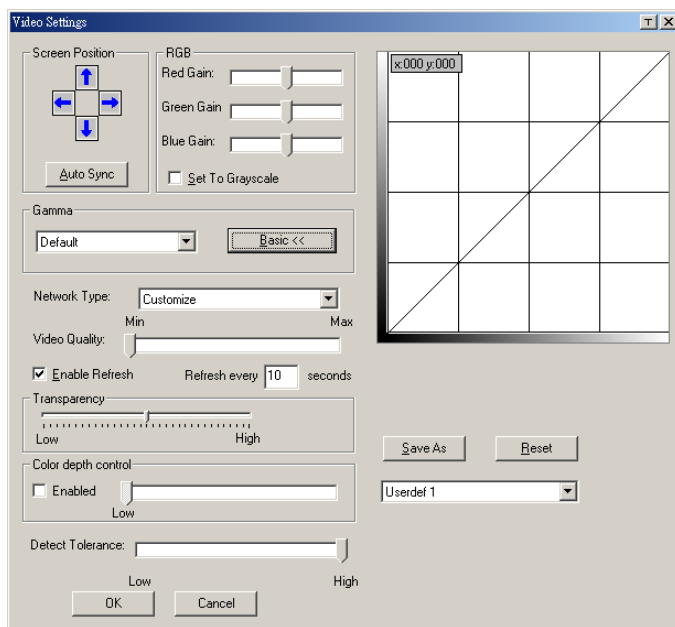 Video Settings
Screen Position
Auto Sync
RGB
Red Gain:
Green Gain
Blue Gain:
Set To Grayscale
Gamma
Default
Basic <<
Network Type:
Customize
Min Max
Video Quality:
Enable Refresh Refresh every 10 seconds
Transparency
Low High
Color depth control
Enabled
Low
Detect Tolerance:
Low High
OK Cancel
x:000 y:000
Save As Reset
Userdef 1